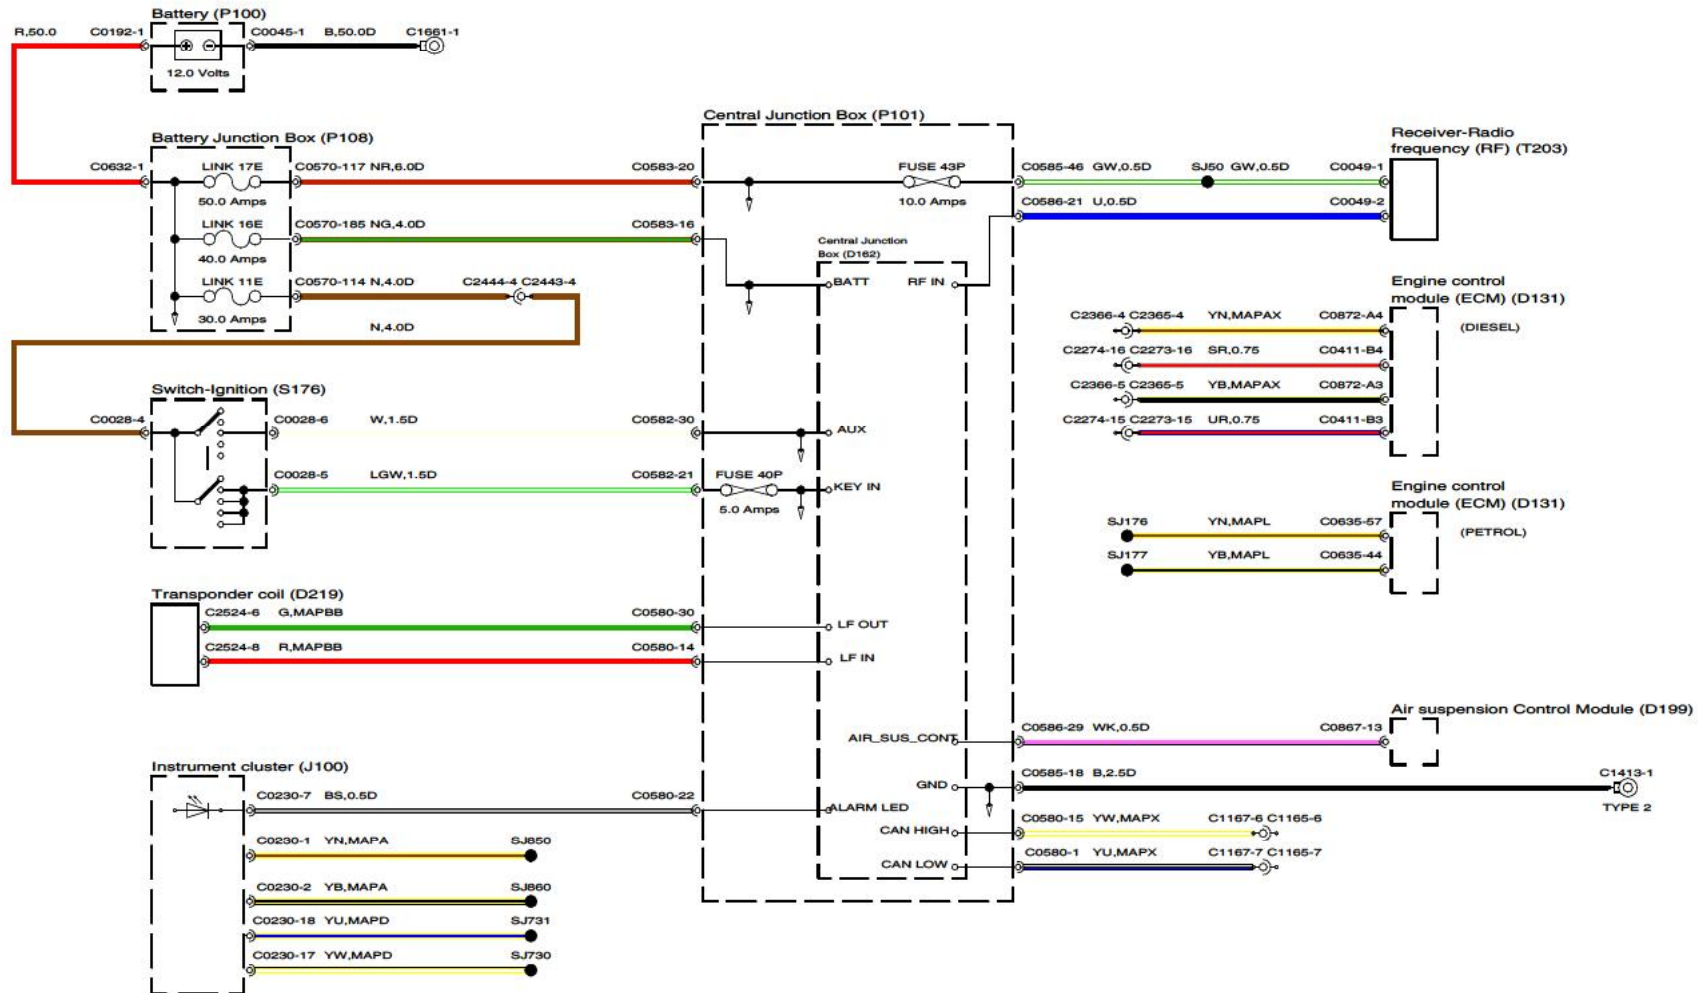 Battery (P100)
R,50.0 C0192-1 C0045-1 B,50.0D C1661-1
12.0 Volts
Central Junction Box (P101)
Battery Junction Box (P108)
Receiver-Radio
frequency (RF) (T203)
C0632-1 LINK 17E C0570-117 NR,6.0D C0583-20 FUSE 43P C0585-46 GW,0.5D SJ50 GW,0.5D C0049-1
50.0 Amps 10.0 Amps C0586-21 U,0.5D C0049-2
LINK 16E C0570-185 NG,4.0D C0583-16
40.0 Amps
Central Junction
Box (D162)
LINK 11E C0570-114 N,4.0D C2444-4 C2443-4 BATT RF IN
30.0 Amps
N,4.0D
Engine control
module (ECM) (D131)
(DIESEL)
C2366-4 C2365-4 YN,MAPAX C0872-A4
C2274-16 C2273-16 SR,0.75 C0411-B4
C2366-5 C2365-5 YB,MAPAX C0872-A3
C2274-15 C2273-15 UR,0.75 C0411-B3
Switch-Ignition (S176)
C0028-4 C0028-6 W,1.5D C0582-30 AUX
C0028-5 LGW,1.5D C0582-21 FUSE 40P KEY IN
5.0 Amps
Engine control
module (ECM) (D131)
(PETROL)
SJ176 YN,MAPL C0635-57
SJ177 YB,MAPL C0635-44
Transponder coil (D219)
C2524-6 G,MAPBB C0580-30 LF OUT
C2524-8 R,MAPBB C0580-14 LF IN
Air suspension Control Module (D199)
AIR_SUS_CONT C0586-29 WK,0.5D C0867-13
Instrument cluster (J100)
GND C0585-18 B,2.5D C1413-1
TYPE 2
C0230-7 BS,0.5D C0580-22 ALARM LED
CAN HIGH C0580-15 YW,MAPX C1167-6 C1165-6
C0230-1 YN,MAPA SJ850
CAN LOW C0580-1 YU,MAPX C1167-7 C1165-7
C0230-2 YB,MAPA SJ860
C0230-18 YU,MAPD SJ731
C0230-17 YW,MAPD SJ730